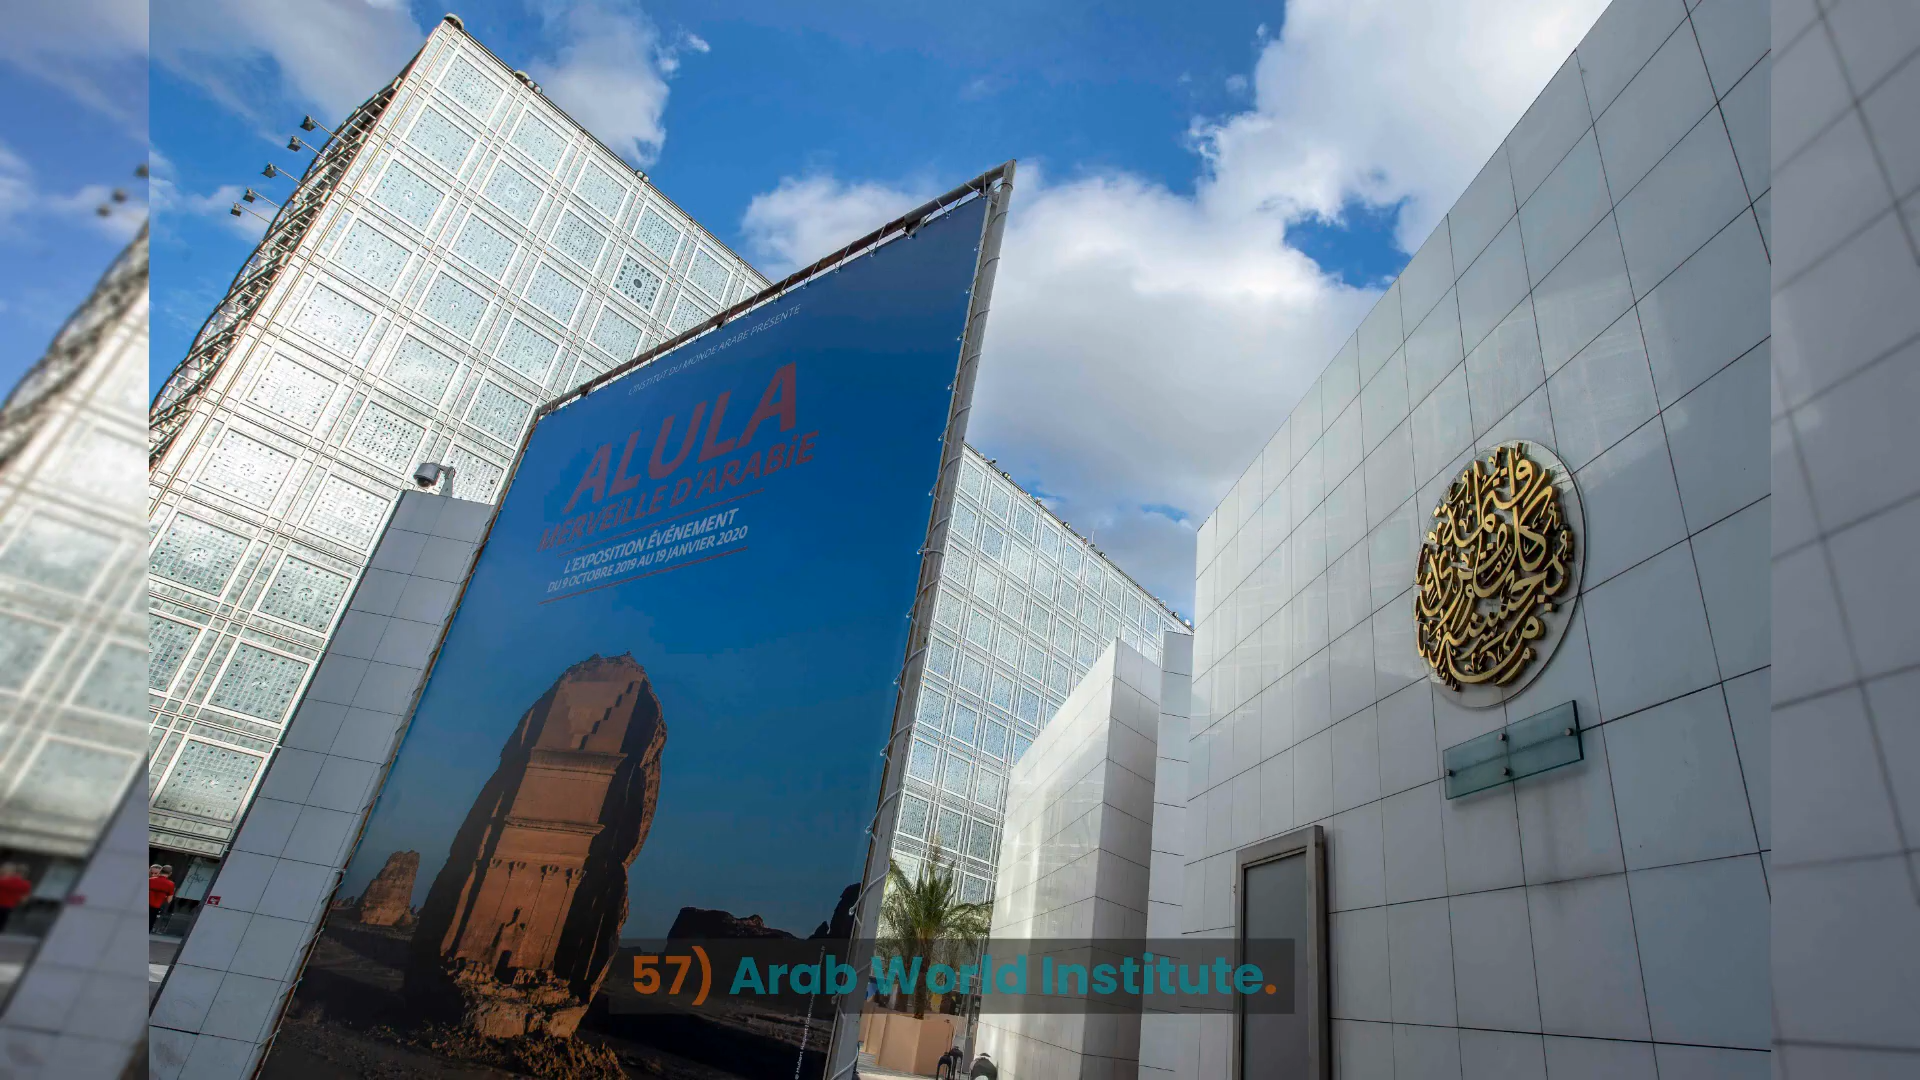 L'INSTITUT DU MONDE ARABE PRÉSENTE
ALULA
MERVEILLE D'ARABIE
L'EXPOSITION ÉVÉNEMENT
DU 9 OCTOBRE 2019 AU 19 JANVIER 2020
57) Arab World Institute.